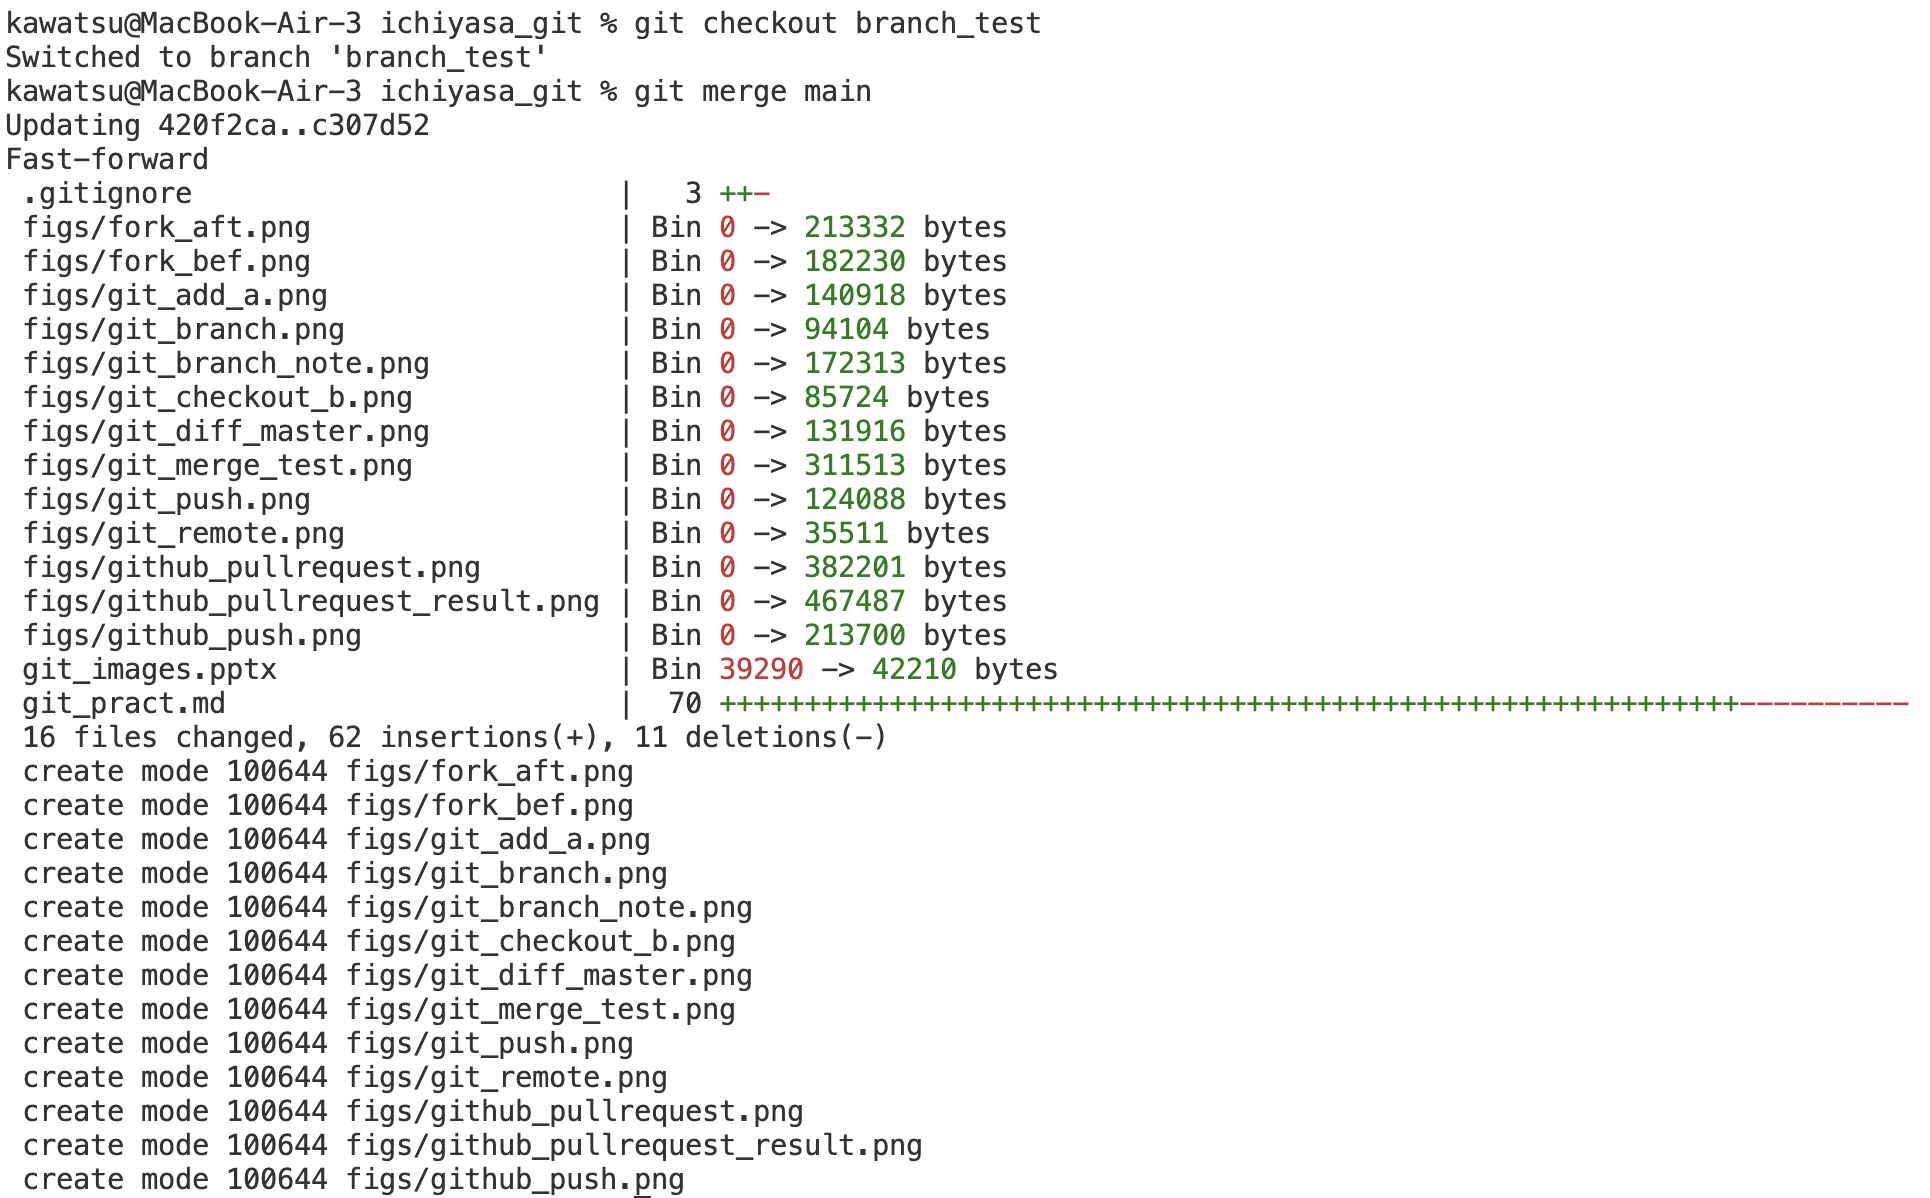 kawatsu@MacBook-Air-3 ichiyasa_git % git checkout branch_test
Switched to branch 'branch_test'
kawatsu@MacBook-Air-3 ichiyasa_git % git merge main
Updating 420f2ca..c307d52
Fast-forward
 .gitignore                         |   3 ++-
 figs/fork_aft.png                  | Bin 0 -> 213332 bytes
 figs/fork_bef.png                  | Bin 0 -> 182230 bytes
 figs/git_add_a.png                 | Bin 0 -> 140918 bytes
 figs/git_branch.png                | Bin 0 -> 94104 bytes
 figs/git_branch_note.png           | Bin 0 -> 172313 bytes
 figs/git_checkout_b.png            | Bin 0 -> 85724 bytes
 figs/git_diff_master.png           | Bin 0 -> 131916 bytes
 figs/git_merge_test.png            | Bin 0 -> 311513 bytes
 figs/git_push.png                  | Bin 0 -> 124088 bytes
 figs/git_remote.png                | Bin 0 -> 35511 bytes
 figs/github_pullrequest.png        | Bin 0 -> 382201 bytes
 figs/github_pullrequest_result.png | Bin 0 -> 467487 bytes
 figs/github_push.png               | Bin 0 -> 213700 bytes
 git_images.pptx                    | Bin 39290 -> 42210 bytes
 git_pract.md                       |  70 ++++++++++++++++++++++++++++++++++++++++++++++++++++++++++++----------
 16 files changed, 62 insertions(+), 11 deletions(-)
 create mode 100644 figs/fork_aft.png
 create mode 100644 figs/fork_bef.png
 create mode 100644 figs/git_add_a.png
 create mode 100644 figs/git_branch.png
 create mode 100644 figs/git_branch_note.png
 create mode 100644 figs/git_checkout_b.png
 create mode 100644 figs/git_diff_master.png
 create mode 100644 figs/git_merge_test.png
 create mode 100644 figs/git_push.png
 create mode 100644 figs/git_remote.png
 create mode 100644 figs/github_pullrequest.png
 create mode 100644 figs/github_pullrequest_result.png
 create mode 100644 figs/github_push.png